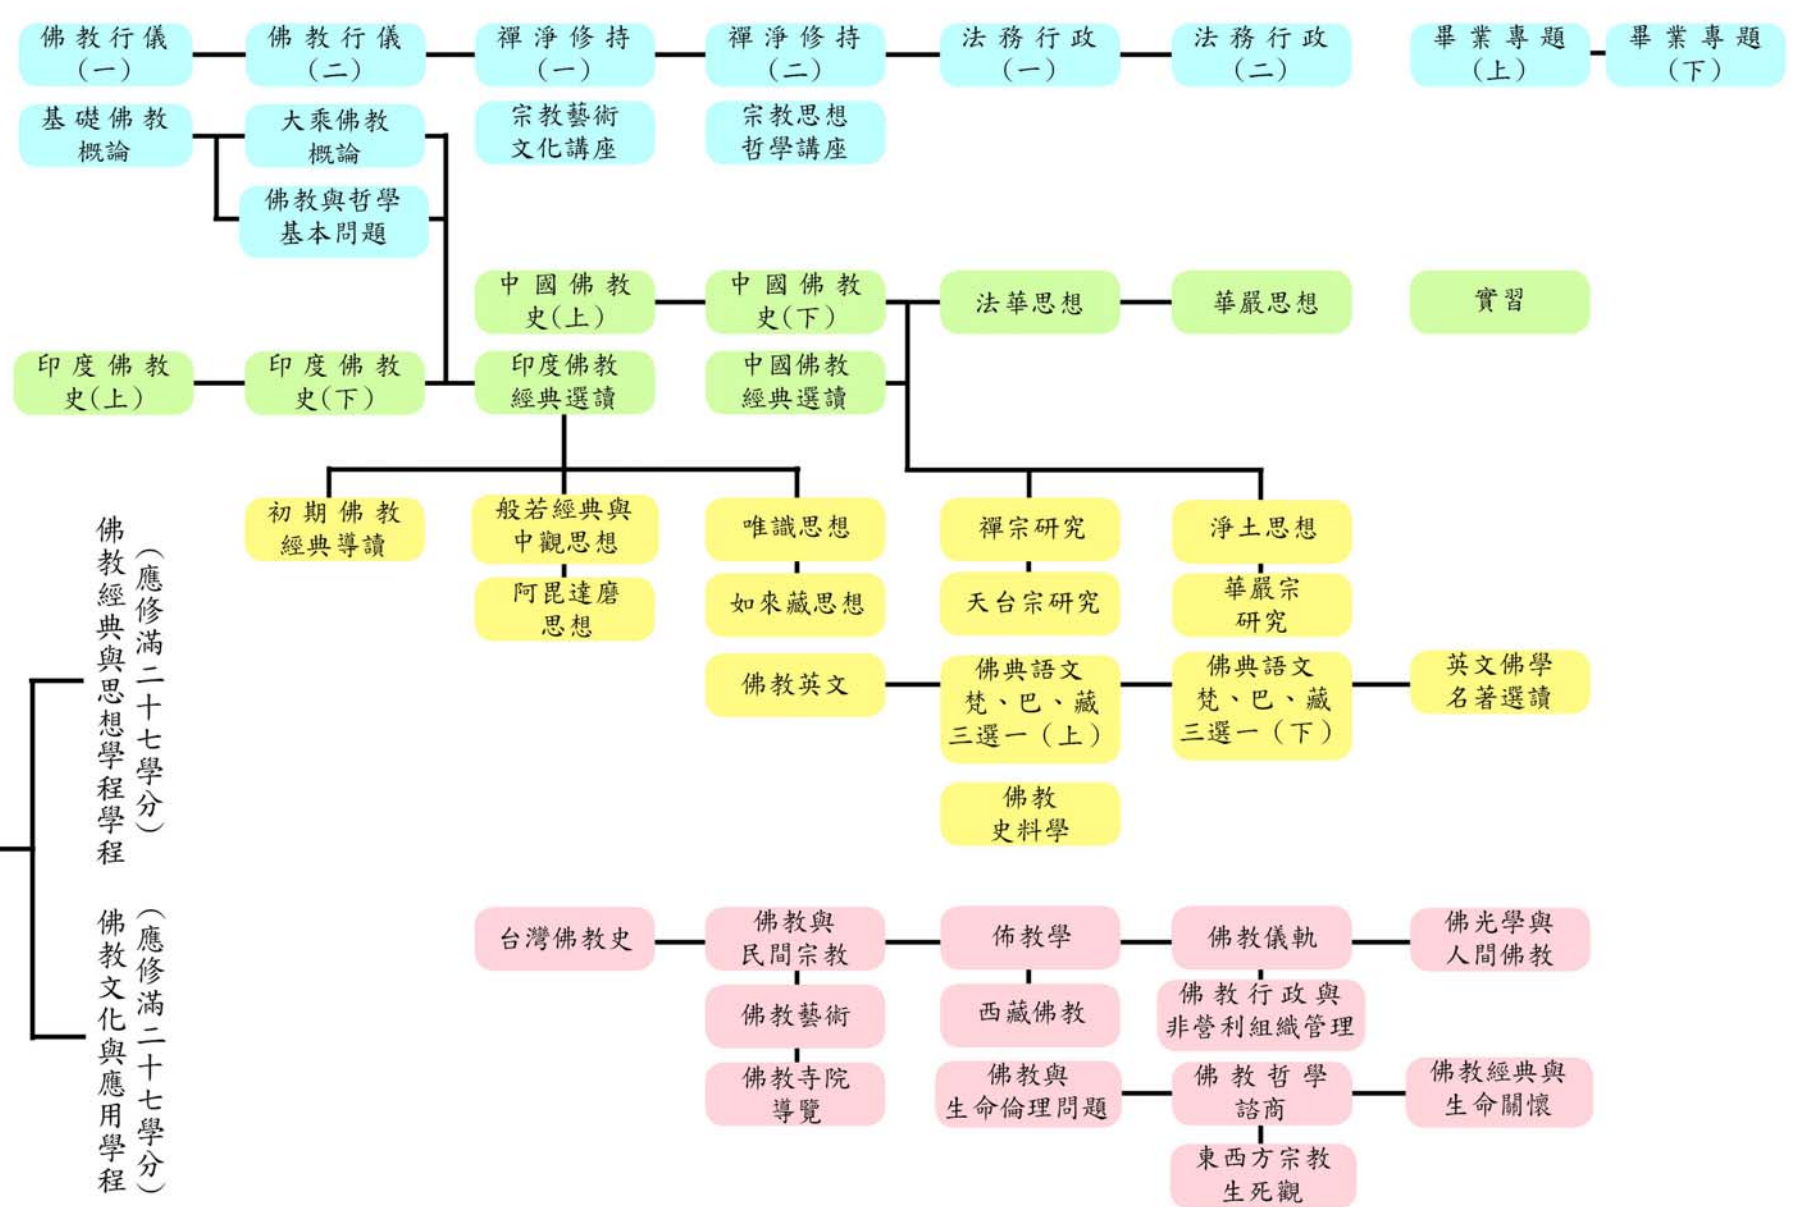 佛教行儀
(一)
佛教行儀
(二)
禪淨修持
(一)
禪淨修持
(二)
法務行政
(一)
法務行政
(二)
畢業專題
(上)
畢業專題
(下)
基礎佛教
概論
大乘佛教
概論
宗教藝術
文化講座
宗教思想
哲學講座
佛教與哲學
基本問題
中國佛教
史(上)
中國佛教
史(下)
法華思想
華嚴思想
實習
印度佛教
史(上)
印度佛教
史(下)
印度佛教
經典選讀
中國佛教
經典選讀
初期佛教
經典導讀
般若經典與
中觀思想
唯識思想
禪宗研究
淨土思想
阿毘達磨
思想
如來藏思想
天台宗研究
華嚴宗
研究
佛教英文
佛典語文
梵、巴、藏
三選一（上）
佛典語文
梵、巴、藏
三選一（下）
英文佛學
名著選讀
佛教
史料學
佛教經典與思想學程學程
（應修滿二十七學分）
佛教文化與應用學程
（應修滿二十七學分）
台灣佛教史
佛教與
民間宗教
佈教學
佛教儀軌
佛光學與
人間佛教
佛教藝術
西藏佛教
佛教行政與
非營利組織管理
佛教寺院
導覽
佛教與
生命倫理問題
佛教哲學
諮商
佛教經典與
生命關懷
東西方宗教
生死觀